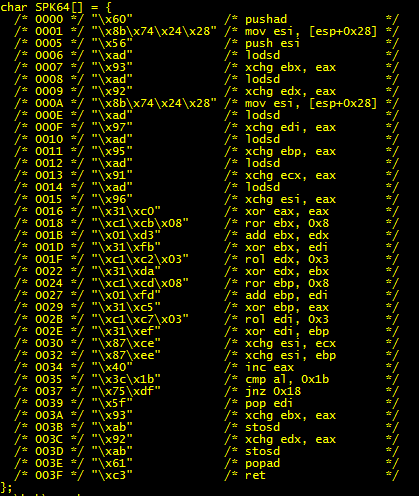 char SPK64[] = {
/* 0000 */ "\x60" /* pushad */
/* 0001 */ "\x8b\x74\x24\x28" /* mov esi, [esp+0x28] */
/* 0005 */ "\x56" /* push esi */
/* 0006 */ "\xad" /* lodsd */
/* 0007 */ "\x93" /* xchg ebx, eax */
/* 0008 */ "\xad" /* lodsd */
/* 0009 */ "\x92" /* xchg edx, eax */
/* 000A */ "\x8b\x74\x24\x28" /* mov esi, [esp+0x28] */
/* 000E */ "\xad" /* lodsd */
/* 000F */ "\x97" /* xchg edi, eax */
/* 0010 */ "\xad" /* lodsd */
/* 0011 */ "\x95" /* xchg ebp, eax */
/* 0012 */ "\xad" /* lodsd */
/* 0013 */ "\x91" /* xchg ecx, eax */
/* 0014 */ "\xad" /* lodsd */
/* 0015 */ "\x96" /* xchg esi, eax */
/* 0016 */ "\x31\xc0" /* xor eax, eax */
/* 0018 */ "\xc1\xcb\x08" /* ror ebx, 0x8 */
/* 001B */ "\x01\xd3" /* add ebx, edx */
/* 001D */ "\x31\xfb" /* xor ebx, edi */
/* 001F */ "\xc1\xc2\x03" /* rol edx, 0x3 */
/* 0022 */ "\x31\xda" /* xor edx, ebx */
/* 0024 */ "\xc1\xcd\x08" /* ror ebp, 0x8 */
/* 0027 */ "\x01\xfd" /* add ebp, edi */
/* 0029 */ "\x31\xc5" /* xor ebp, eax */
/* 002B */ "\xc1\xc7\x03" /* rol edi, 0x3 */
/* 002E */ "\x31\xef" /* xor edi, ebp */
/* 0030 */ "\x87\xce" /* xchg esi, ecx */
/* 0032 */ "\x87\xee" /* xchg esi, ebp */
/* 0034 */ "\x40" /* inc eax */
/* 0035 */ "\x3c\x1b" /* cmp al, 0x1b */
/* 0037 */ "\x75\xdf" /* jnz 0x18 */
/* 0039 */ "\x5f" /* pop edi */
/* 003A */ "\x93" /* xchg ebx, eax */
/* 003B */ "\xab" /* stosd */
/* 003C */ "\x92" /* xchg edx, eax */
/* 003D */ "\xab" /* stosd */
/* 003E */ "\x61" /* popad */
/* 003F */ "\xc3" /* ret */
};